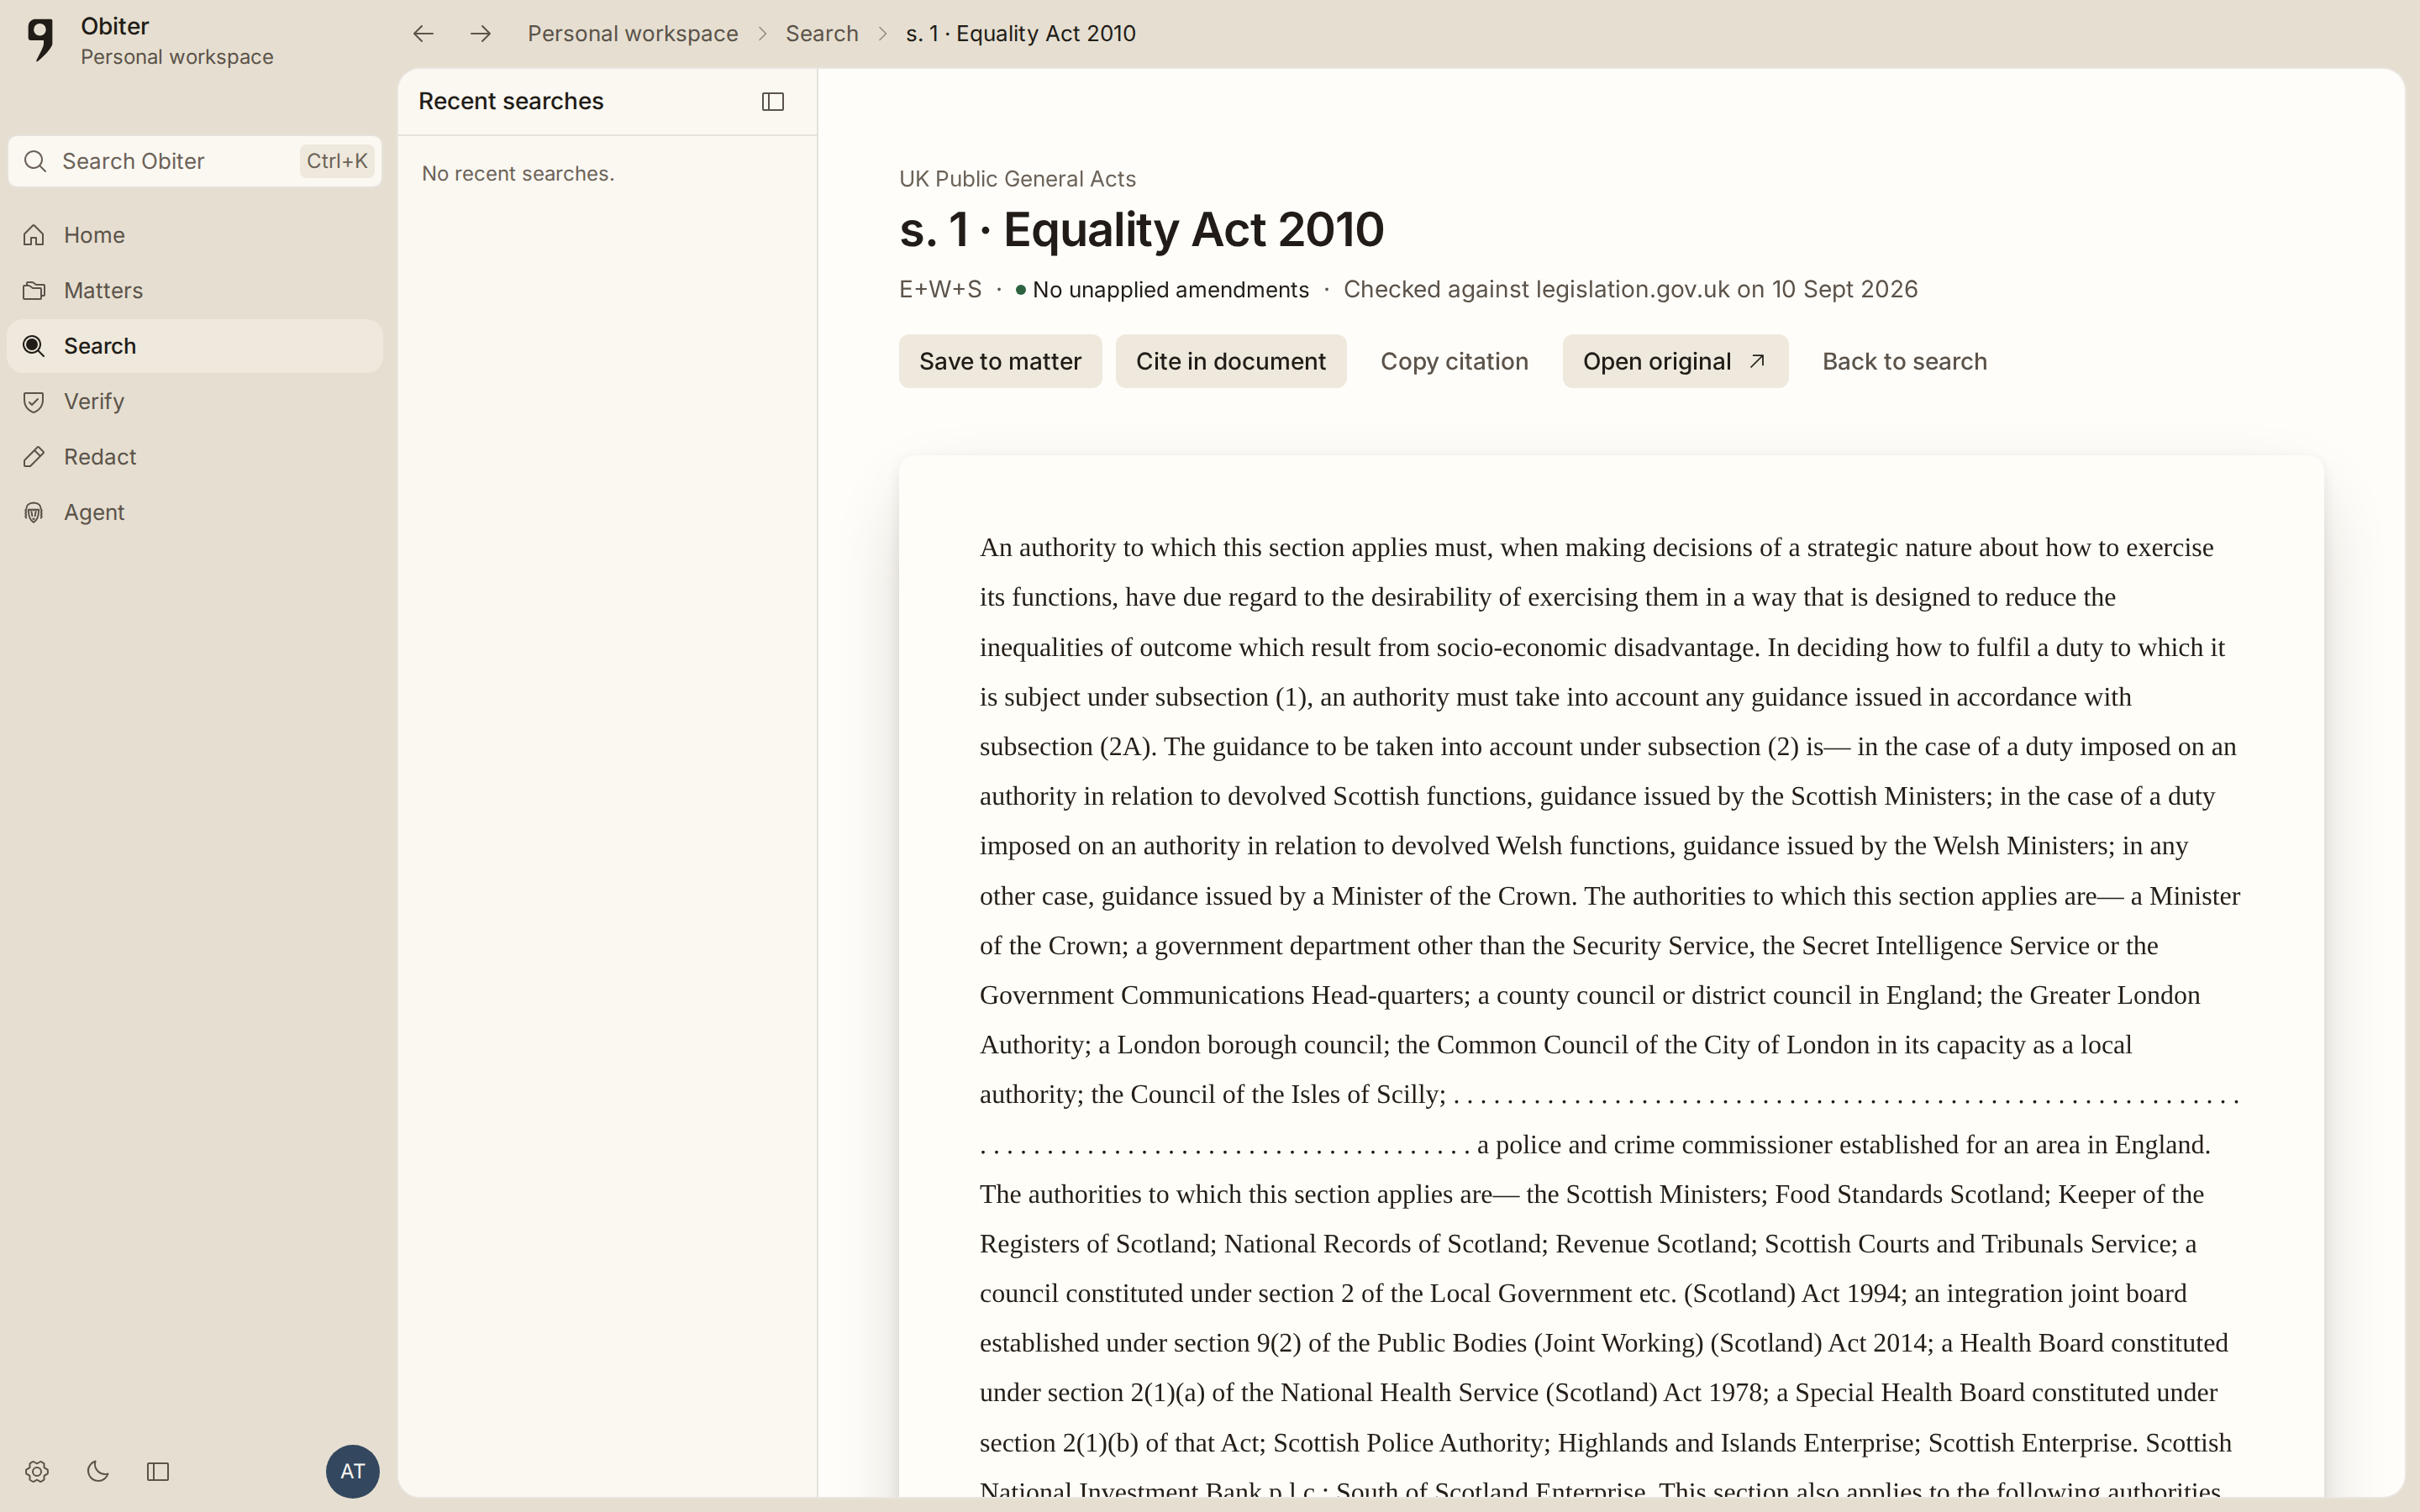 Obiter
Personal workspace
Search Obiter
Ctrl+K
Home
Matters
Search
Verify
Redact
Agent
AT
Personal workspace > Search > s. 1 · Equality Act 2010
Recent searches
No recent searches.
UK Public General Acts
s. 1 · Equality Act 2010
E+W+S · No unapplied amendments · Checked against legislation.gov.uk on 10 Sept 2026
Save to matter
Cite in document
Copy citation
Open original
Back to search
An authority to which this section applies must, when making decisions of a strategic nature about how to exercise
its functions, have due regard to the desirability of exercising them in a way that is designed to reduce the
inequalities of outcome which result from socio-economic disadvantage. In deciding how to fulfil a duty to which it
is subject under subsection (1), an authority must take into account any guidance issued in accordance with
subsection (2A). The guidance to be taken into account under subsection (2) is— in the case of a duty imposed on an
authority in relation to devolved Scottish functions, guidance issued by the Scottish Ministers; in the case of a duty
imposed on an authority in relation to devolved Welsh functions, guidance issued by the Welsh Ministers; in any
other case, guidance issued by a Minister of the Crown. The authorities to which this section applies are— a Minister
of the Crown; a government department other than the Security Service, the Secret Intelligence Service or the
Government Communications Head-quarters; a county council or district council in England; the Greater London
Authority; a London borough council; the Common Council of the City of London in its capacity as a local
authority; the Council of the Isles of Scilly; . . . . . . . . . . . . . . . . . . . . . . . . . . . . . . . . . . . . . . . . . . . . . . . . . . . . . . . . . . .
. . . . . . . . . . . . . . . . . . . . . . . . . . . . . . . . . . . . . a police and crime commissioner established for an area in England.
The authorities to which this section applies are— the Scottish Ministers; Food Standards Scotland; Keeper of the
Registers of Scotland; National Records of Scotland; Revenue Scotland; Scottish Courts and Tribunals Service; a
council constituted under section 2 of the Local Government etc. (Scotland) Act 1994; an integration joint board
established under section 9(2) of the Public Bodies (Joint Working) (Scotland) Act 2014; a Health Board constituted
under section 2(1)(a) of the National Health Service (Scotland) Act 1978; a Special Health Board constituted under
section 2(1)(b) of that Act; Scottish Police Authority; Highlands and Islands Enterprise; Scottish Enterprise. Scottish
National Investment Bank p.l.c.; South of Scotland Enterprise. This section also applies to the following authorities